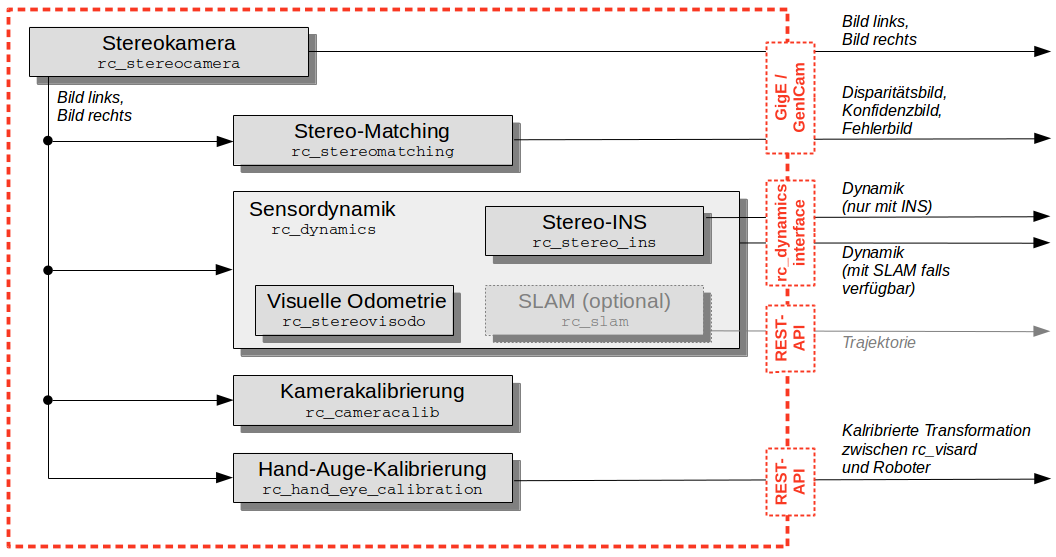 Stereokamera
rc_stereocamera
Bild links,
Bild rechts
Bild links,
Bild rechts
GigE /
GenICam
Stereo-Matching
rc_stereomatching
Disparitätsbild,
Konfidenzbild,
Fehlerbild
Sensordynamik
rc_dynamics
Stereo-INS
rc_stereo_ins
Visuelle Odometrie
rc_stereovisodo
SLAM (optional)
rc_slam
rc_dynamics
interface
Dynamik
(nur mit INS)
Dynamik
(mit SLAM falls
verfügbar)
REST-
API
Trajektorie
Kamerakalibrierung
rc_cameracalib
Hand-Auge-Kalibrierung
rc_hand_eye_calibration
REST-
API
Kalribrierte Transformation
zwischen rc_visard
und Roboter